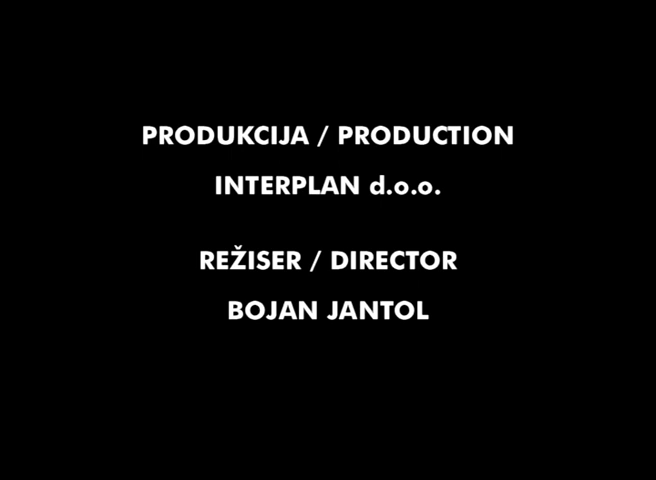 PRODUKCIJA / PRODUCTION
INTERPLAN d.o.o.
REŽISER / DIRECTOR
BOJAN JANTOL